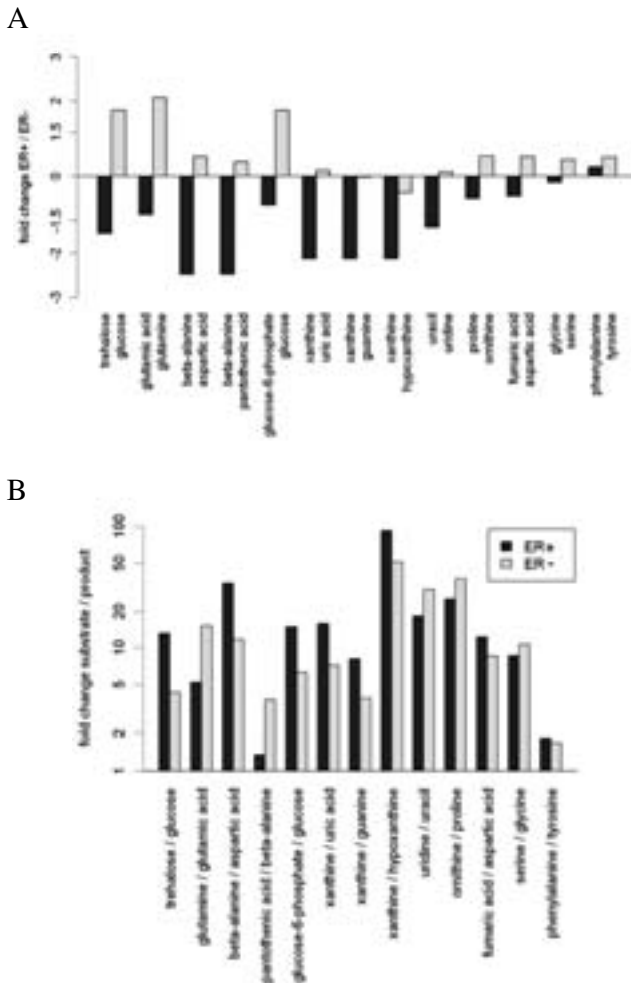 A
fold change ER+ / ER-
3
2
1.5
0
-1.5
-2
-3
trehalose
glucose
glutamic acid
glutamine
beta-alanine
aspartic acid
beta-alanine
pantothenic acid
glucose-6-phosphate
glucose
xanthine
uric acid
xanthine
guanine
xanthine
hypoxanthine
uracil
uridine
proline
ornithine
fumaric acid
aspartic acid
glycine
serine
phenylalanine
tyrosine
B
fold change substrate / product
100
50
20
10
5
2
1
ER+
ER-
trehalose / glucose
glutamine / glutamic acid
beta-alanine / aspartic acid
pantothenic acid / beta-alanine
glucose-6-phosphate / glucose
xanthine / uric acid
xanthine / guanine
xanthine / hypoxanthine
uridine / uracil
ornithine / proline
fumaric acid / aspartic acid
serine / glycine
phenylalanine / tyrosine